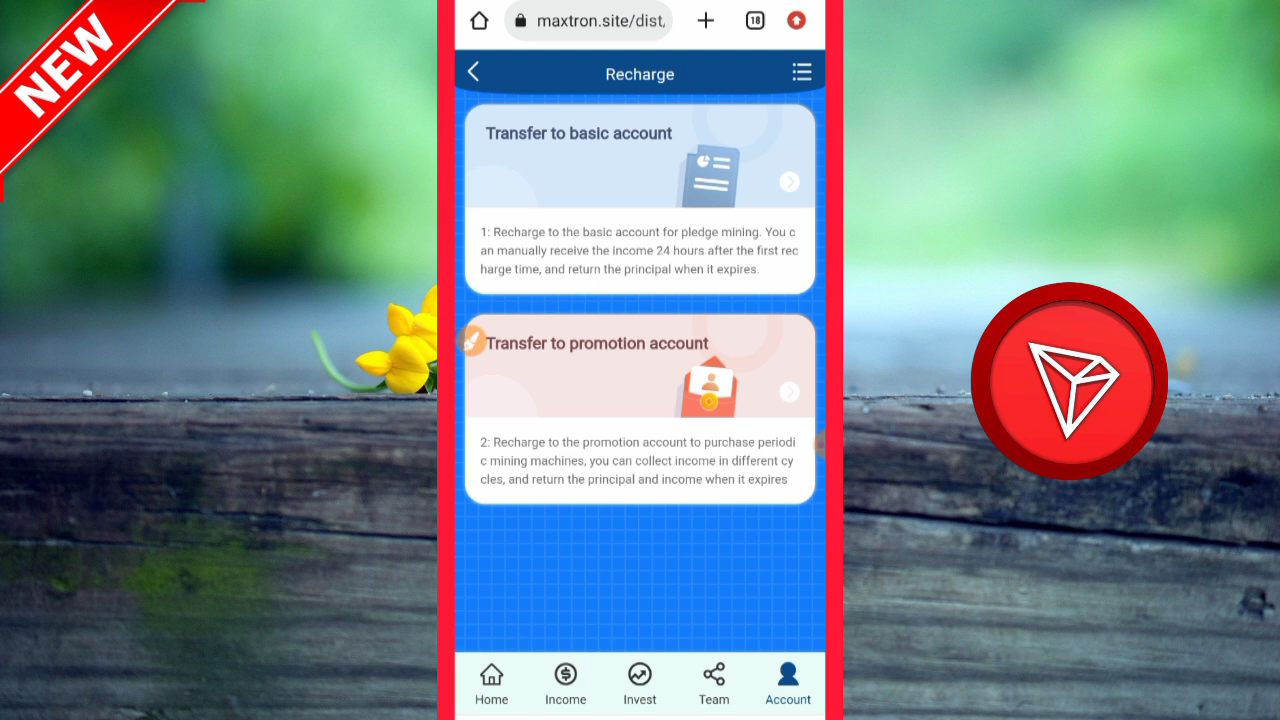 NEW
maxtron.site/dist,
18
Recharge
Transfer to basic account
1: Recharge to the basic account for pledge mining. You c
an manually receive the income 24 hours after the first rec
harge time, and return the principal when it expires.
Transfer to promotion account
2: Recharge to the promotion account to purchase periodi
c mining machines, you can collect income in different cy
cles, and return the principal and income when it expires
Home
Income
Invest
Team
Account